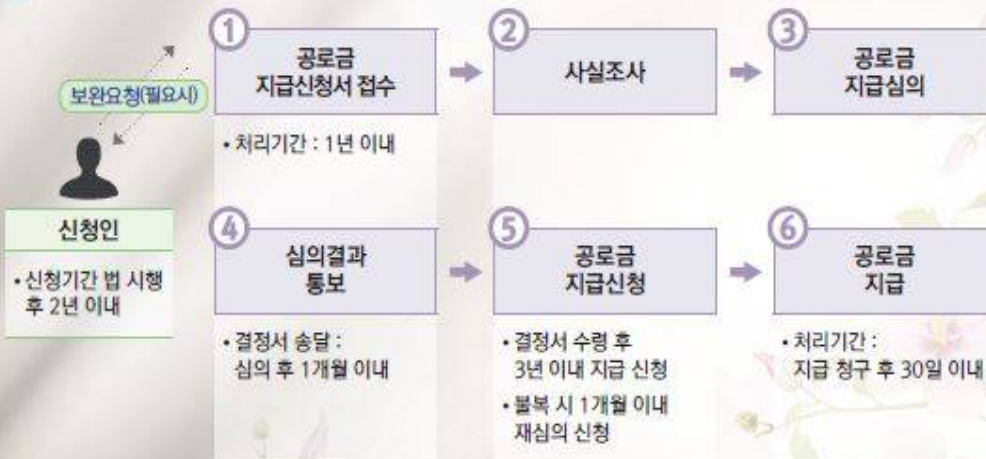 보완요청(필요시)
신청인
• 신청기간 법 시행
후 2년 이내
①
공로금
지급신청서 접수
• 처리기간 : 1년 이내
②
사실조사
③
공로금
지급심의
④
심의결과
통보
• 결정서 송달 :
심의 후 1개월 이내
⑤
공로금
지급신청
• 결정서 수령 후
3년 이내 지급 신청
• 불복 시 1개월 이내
재심의 신청
⑥
공로금
지급
• 처리기간 :
지급 청구 후 30일 이내